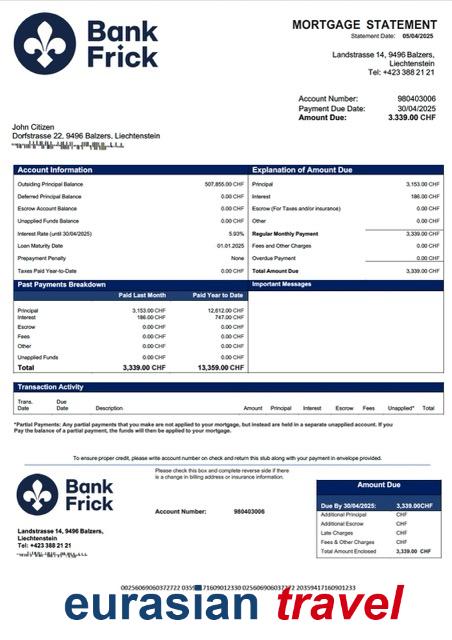 Bank
Frick
MORTGAGE STATEMENT
Statement Date: 05/04/2025
Landstrasse 14, 9496 Balzers,
Liechtenstein
Tel: +423 388 21 21
Account Number: 980403006
Payment Due Date: 30/04/2025
Amount Due: 3.339.00 CHF
John Citizen
Dorfstrasse 22, 9496 Balzers, Liechtenstein
Account Information
Outsiding Principal Balance 507,855.00 CHF
Deferred Principal Balance 0.00 CHF
Escrow Account Balance 0.00 CHF
Unapplied Funds Balance 0.00 CHF
Interest Rate (until 30/04/2025) 5.93%
Loan Maturity Date 01.01.2025
Prepayment Penalty None
Taxes Paid Year-to-Date 0.00 CHF
Explanation of Amount Due
Principal 3,153.00 CHF
Interest 186.00 CHF
Escrow (For Taxes and/or insurance) 0.00 CHF
Other 0.00 CHF
Regular Monthly Payment 3,339.00 CHF
Fees and Other Charges 0.00 CHF
Overdue Payment 0.00 CHF
Total Amount Due 3,339.00 CHF
Past Payments Breakdown
Paid Last Month Paid Year to Date
Principal 3,153.00 CHF 12,612.00 CHF
Interest 186.00 CHF 747.00 CHF
Escrow 0.00 CHF 0.00 CHF
Fees 0.00 CHF 0.00 CHF
Other 0.00 CHF 0.00 CHF
Unapplied Funds 0.00 CHF 0.00 CHF
Total 3,339.00 CHF 13,359.00 CHF
Important Messages
Transaction Activity
Trans. Date Due Date Description Amount Principal Interest Escrow Fees Unapplied* Total
*Partial Payments: Any partial payments that you make are not applied to your mortgage, but instead are held in a separate unapplied account. If you
Pay the balance of a partial payment, the funds will then be applied to your mortgage.
To ensure proper credit, please write account number on check and return this stub along with your payment in envelope provided.
Bank
Frick
Landstrasse 14, 9496 Balzers,
Liechtenstein
Tel: +423 388 21 21
Please check this box and complete reverse side if there
is a change in billing address or insurance information.
Account Number: 980403006
Amount Due
Due By 30/04/2025: 3,339.00CHF
Additional Principal CHF
Additional Escrow CHF
Late Charges CHF
Fees & Other Charges CHF
Total Amount Enclosed 3,339.00 CHF
eurasian travel